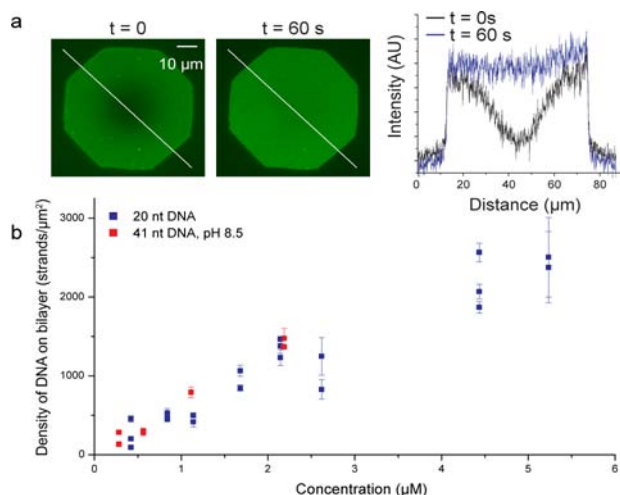 a
t = 0
10 μm
t = 60 s
t = 0s
t = 60 s
Intensity (AU)
0 20 40 60 80
Distance (μm)
b
20 nt DNA
41 nt DNA, pH 8.5
Density of DNA on bilayer (strands/μm²)
3000
2000
1000
0
0 1 2 3 4 5 6
Concentration (μM)